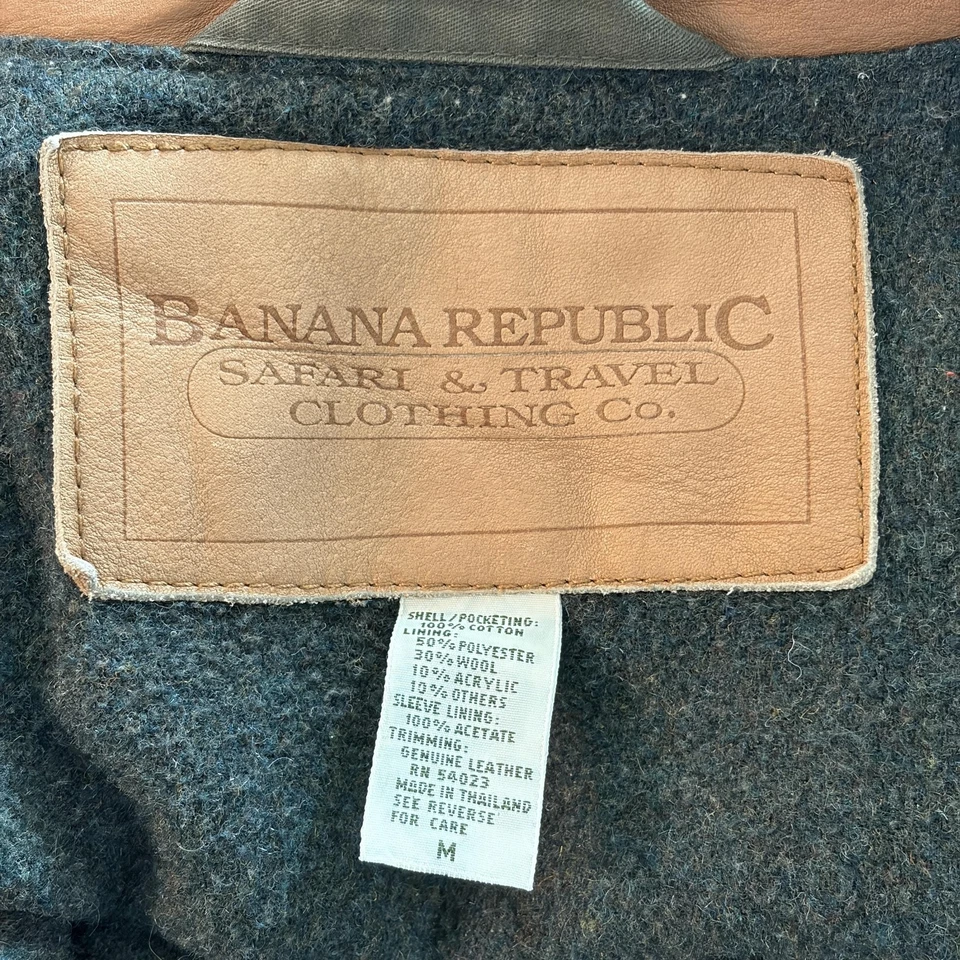 BANANA REPUBLIC
SAFARI & TRAVEL
CLOTHING Co.
SHELL/POCKETING:
100% COTTON
LINING:
50% POLYESTER
30% WOOL
10% ACRYLIC
10% OTHERS
SLEEVE LINING:
100% ACETATE
TRIMMING:
GENUINE LEATHER
RN 54023
MADE IN THAILAND
SEE REVERSE
FOR CARE
M